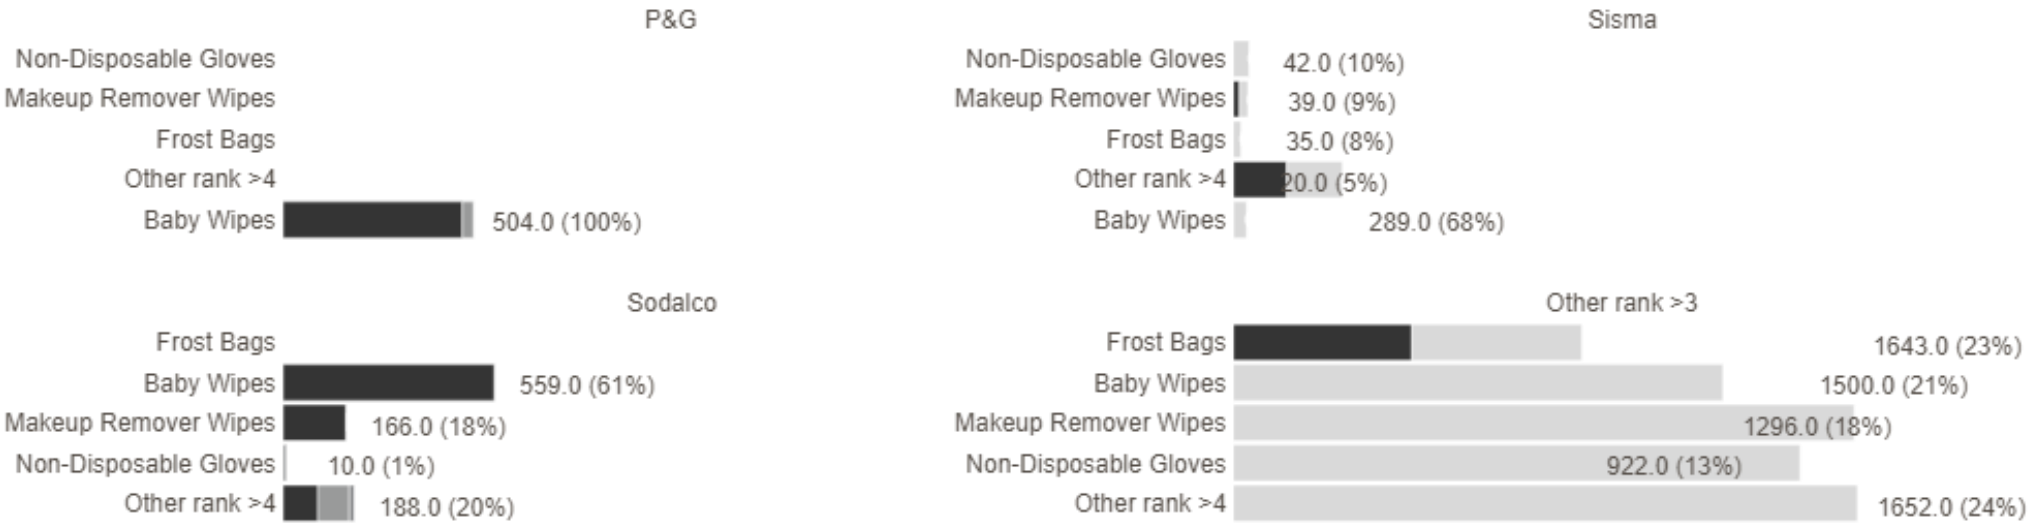 P&G
Non-Disposable Gloves
Makeup Remover Wipes
Frost Bags
Other rank >4
Baby Wipes 504.0 (100%)
Sisma
Non-Disposable Gloves 42.0 (10%)
Makeup Remover Wipes 39.0 (9%)
Frost Bags 35.0 (8%)
Other rank >4 20.0 (5%)
Baby Wipes 289.0 (68%)
Sodalco
Frost Bags
Baby Wipes 559.0 (61%)
Makeup Remover Wipes 166.0 (18%)
Non-Disposable Gloves 10.0 (1%)
Other rank >4 188.0 (20%)
Other rank >3
Frost Bags 1643.0 (23%)
Baby Wipes 1500.0 (21%)
Makeup Remover Wipes 1296.0 (18%)
Non-Disposable Gloves 922.0 (13%)
Other rank >4 1652.0 (24%)